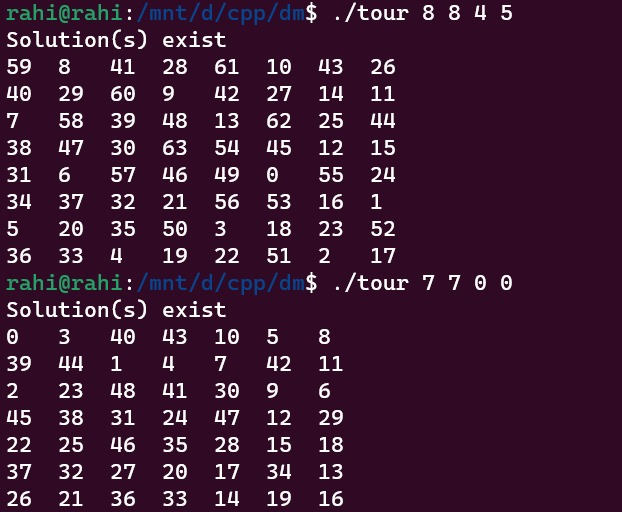 rahi@rahi:/mnt/d/cpp/dm$ ./tour 8 8 4 5
Solution(s) exist
59 8 41 28 61 10 43 26
40 29 60 9 42 27 14 11
7 58 39 48 13 62 25 44
38 47 30 63 54 45 12 15
31 6 57 46 49 0 55 24
34 37 32 21 56 53 16 1
5 20 35 50 3 18 23 52
36 33 4 19 22 51 2 17
rahi@rahi:/mnt/d/cpp/dm$ ./tour 7 7 0 0
Solution(s) exist
0 3 40 43 10 5 8
39 44 1 4 7 42 11
2 23 48 41 30 9 6
45 38 31 24 47 12 29
22 25 46 35 28 15 18
37 32 27 20 17 34 13
26 21 36 33 14 19 16